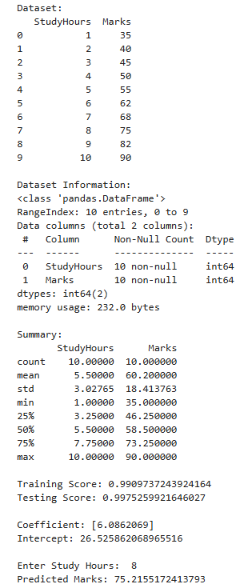 Dataset:
StudyHours Marks
0 1 35
1 2 40
2 3 45
3 4 50
4 5 55
5 6 62
6 7 68
7 8 75
8 9 82
9 10 90
Dataset Information:
<class 'pandas.DataFrame'>
RangeIndex: 10 entries, 0 to 9
Data columns (total 2 columns):
# Column Non-Null Count Dtype
--- ------ -------------- -----
0 StudyHours 10 non-null int64
1 Marks 10 non-null int64
dtypes: int64(2)
memory usage: 232.0 bytes
Summary:
StudyHours Marks
count 10.00000 10.000000
mean 5.50000 60.200000
std 3.02765 18.413763
min 1.00000 35.000000
25% 3.25000 46.250000
50% 5.50000 58.500000
75% 7.75000 73.250000
max 10.00000 90.000000
Training Score: 0.9909737243924164
Testing Score: 0.9975259921646027
Coefficient: [6.0862069]
Intercept: 26.525862068965516
Enter Study Hours: 8
Predicted Marks: 75.2155172413793